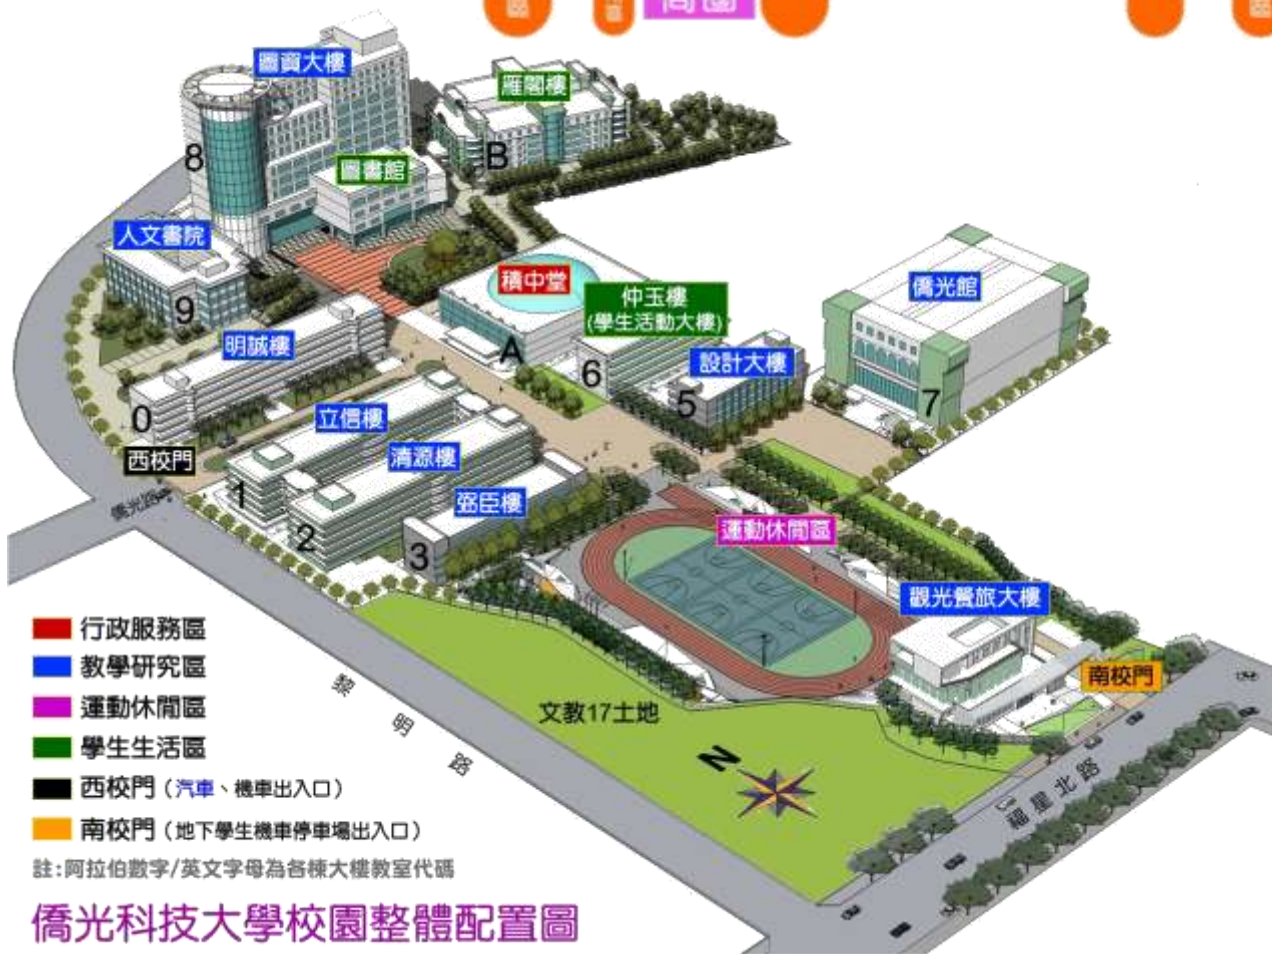 商圈
圖資大樓
雁閣樓
8
B
圖書館
人文書院
9
積中堂
A
仲玉樓
(學生活動大樓)
6
僑光館
7
明誠樓
0
設計大樓
5
西校門
立信樓
1
清源樓
2
弼臣樓
3
僑光路
運動休閒區
觀光餐旅大樓
南校門
文教17土地
N
黎明路
福星北路
行政服務區
教學研究區
運動休閒區
學生生活區
西校門（汽車、機車出入口）
南校門（地下學生機車停車場出入口）
註:阿拉伯數字/英文字母為各棟大樓教室代碼
僑光科技大學校園整體配置圖